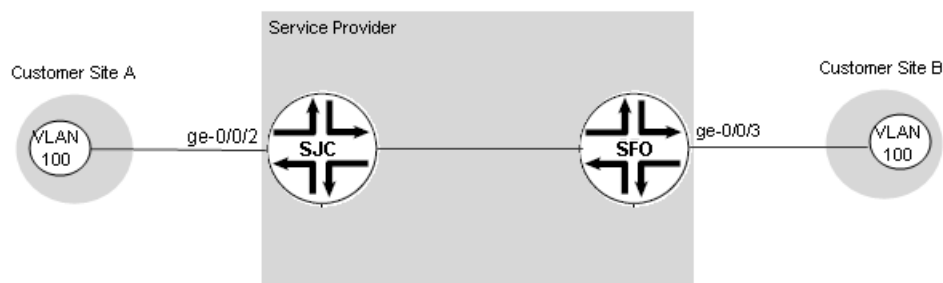 Service Provider
Customer Site A
Customer Site B
VLAN
100
ge-0/0/2
SJC
SFO
ge-0/0/3
VLAN
100